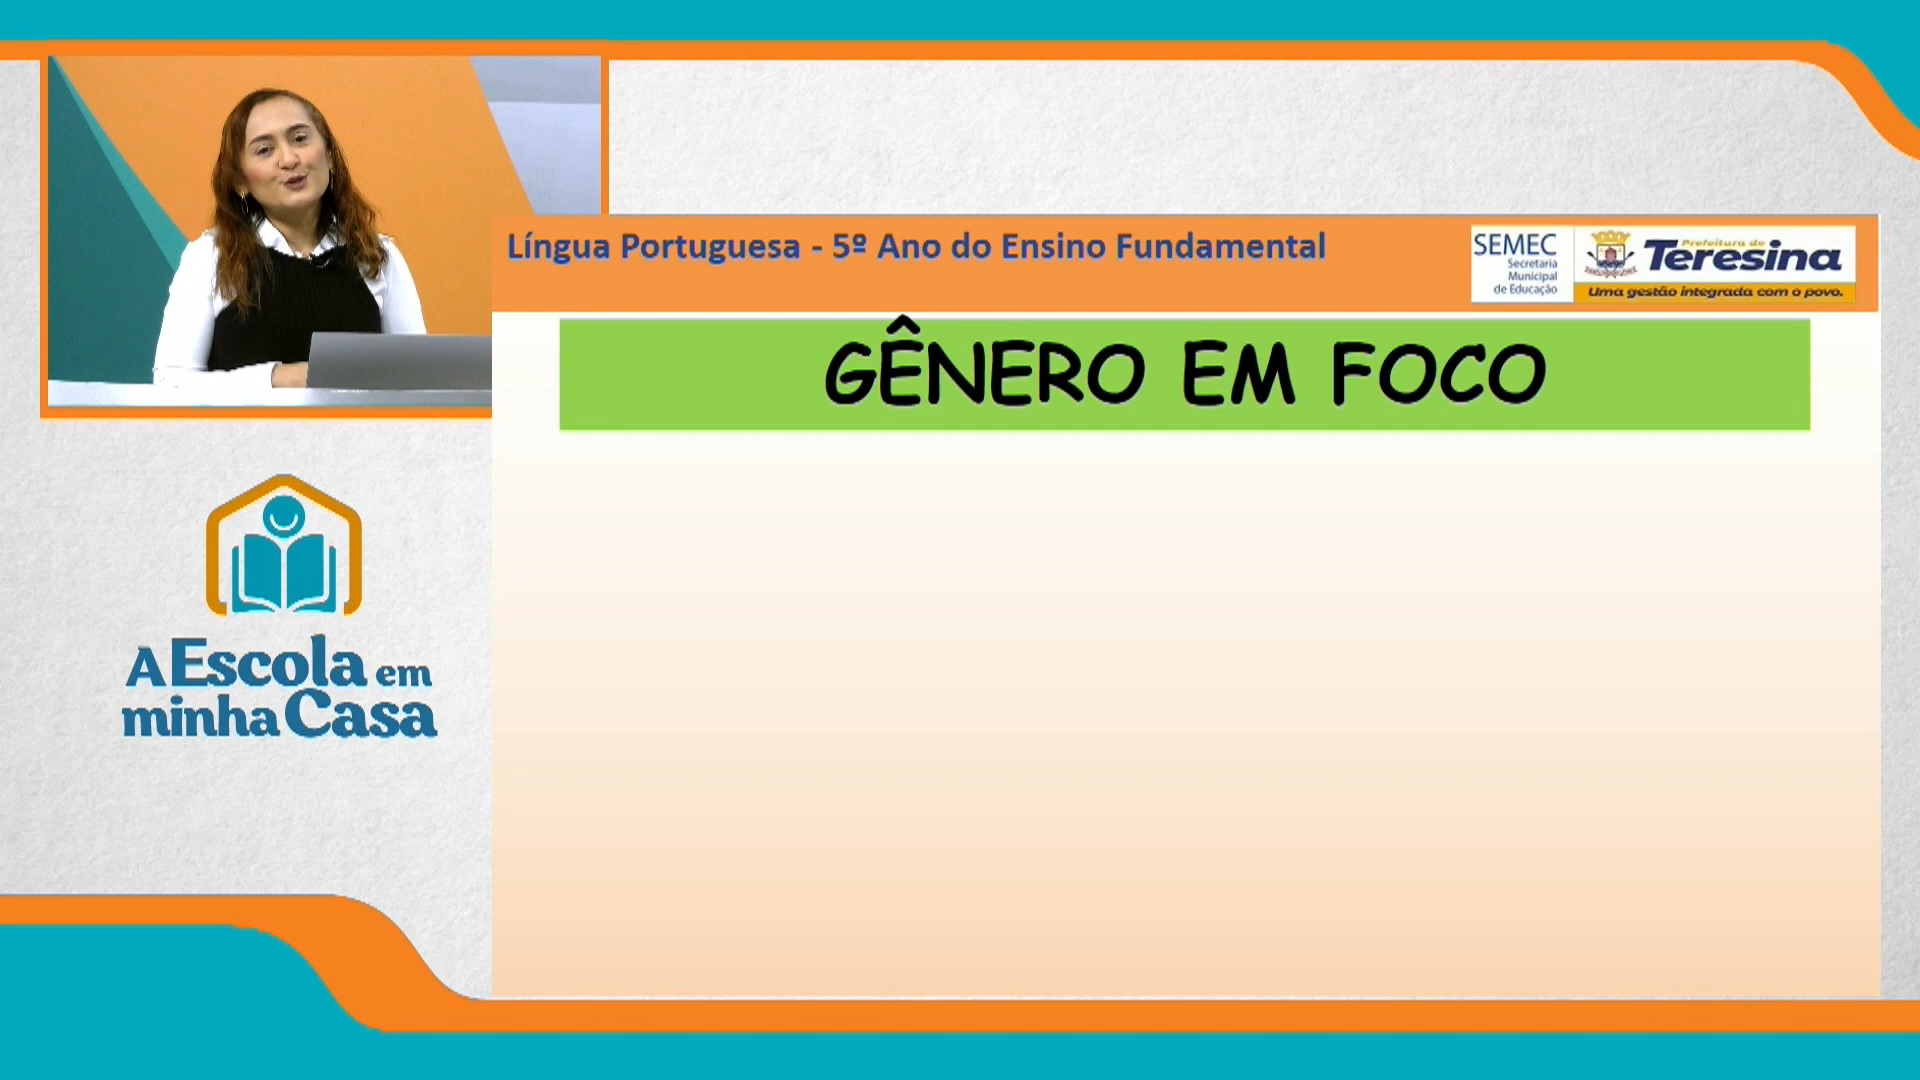 Língua Portuguesa - 5º Ano do Ensino Fundamental
SEMEC
Secretaria
Municipal
de Educação
Prefeitura de
Teresina
Uma gestão integrada com o povo.
GÊNERO EM FOCO
A Escola em
minha Casa